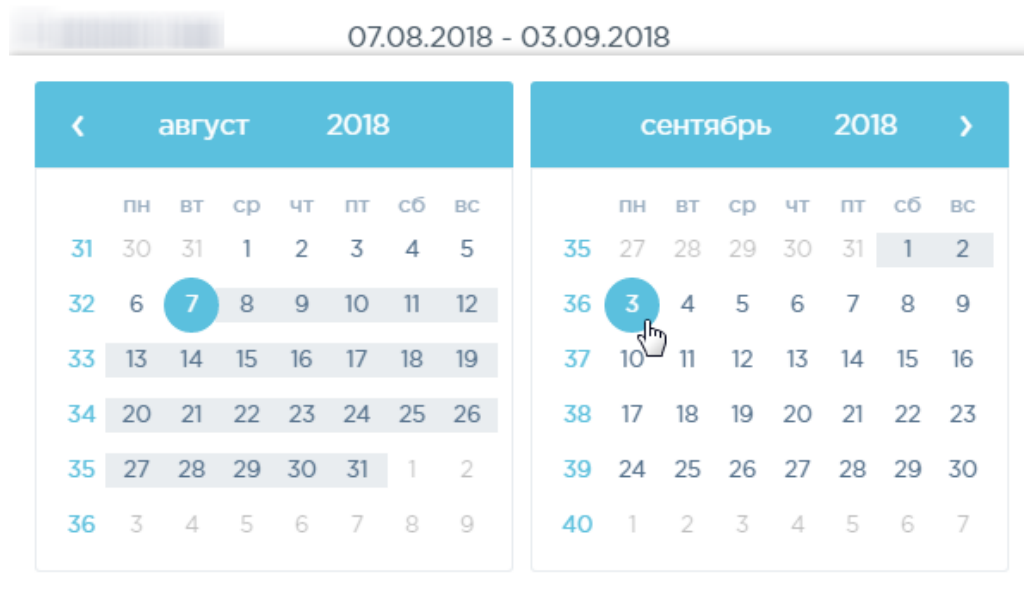 07.08.2018 - 03.09.2018
‹ август 2018
пн вт ср чт пт сб вс
31 30 31 1 2 3 4 5
32 6 7 8 9 10 11 12
33 13 14 15 16 17 18 19
34 20 21 22 23 24 25 26
35 27 28 29 30 31 1 2
36 3 4 5 6 7 8 9
сентябрь 2018 ›
пн вт ср чт пт сб вс
35 27 28 29 30 31 1 2
36 3 4 5 6 7 8 9
37 10 11 12 13 14 15 16
38 17 18 19 20 21 22 23
39 24 25 26 27 28 29 30
40 1 2 3 4 5 6 7